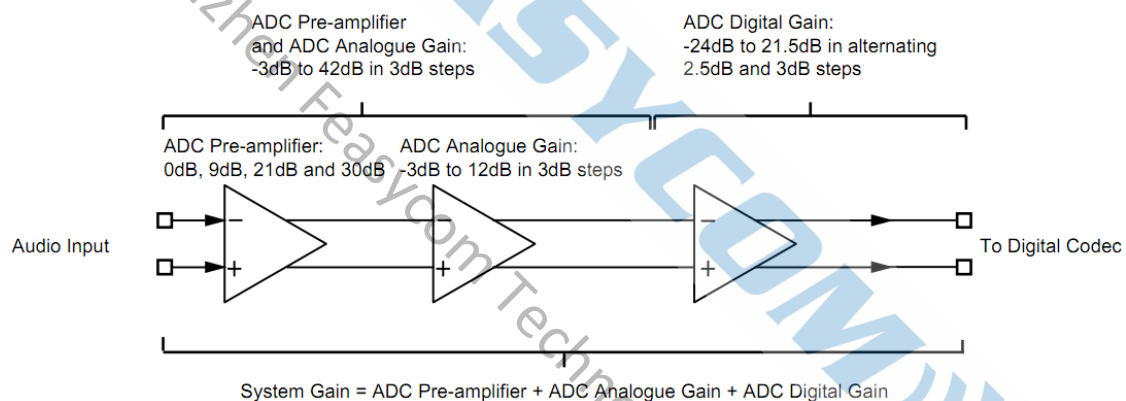 ADC Pre-amplifier
and ADC Analogue Gain:
-3dB to 42dB in 3dB steps
ADC Digital Gain:
-24dB to 21.5dB in alternating
2.5dB and 3dB steps
ADC Pre-amplifier:
0dB, 9dB, 21dB and 30dB
ADC Analogue Gain:
-3dB to 12dB in 3dB steps
Audio Input
− +
− +
− +
To Digital Codec
System Gain = ADC Pre-amplifier + ADC Analogue Gain + ADC Digital Gain
Feasycom